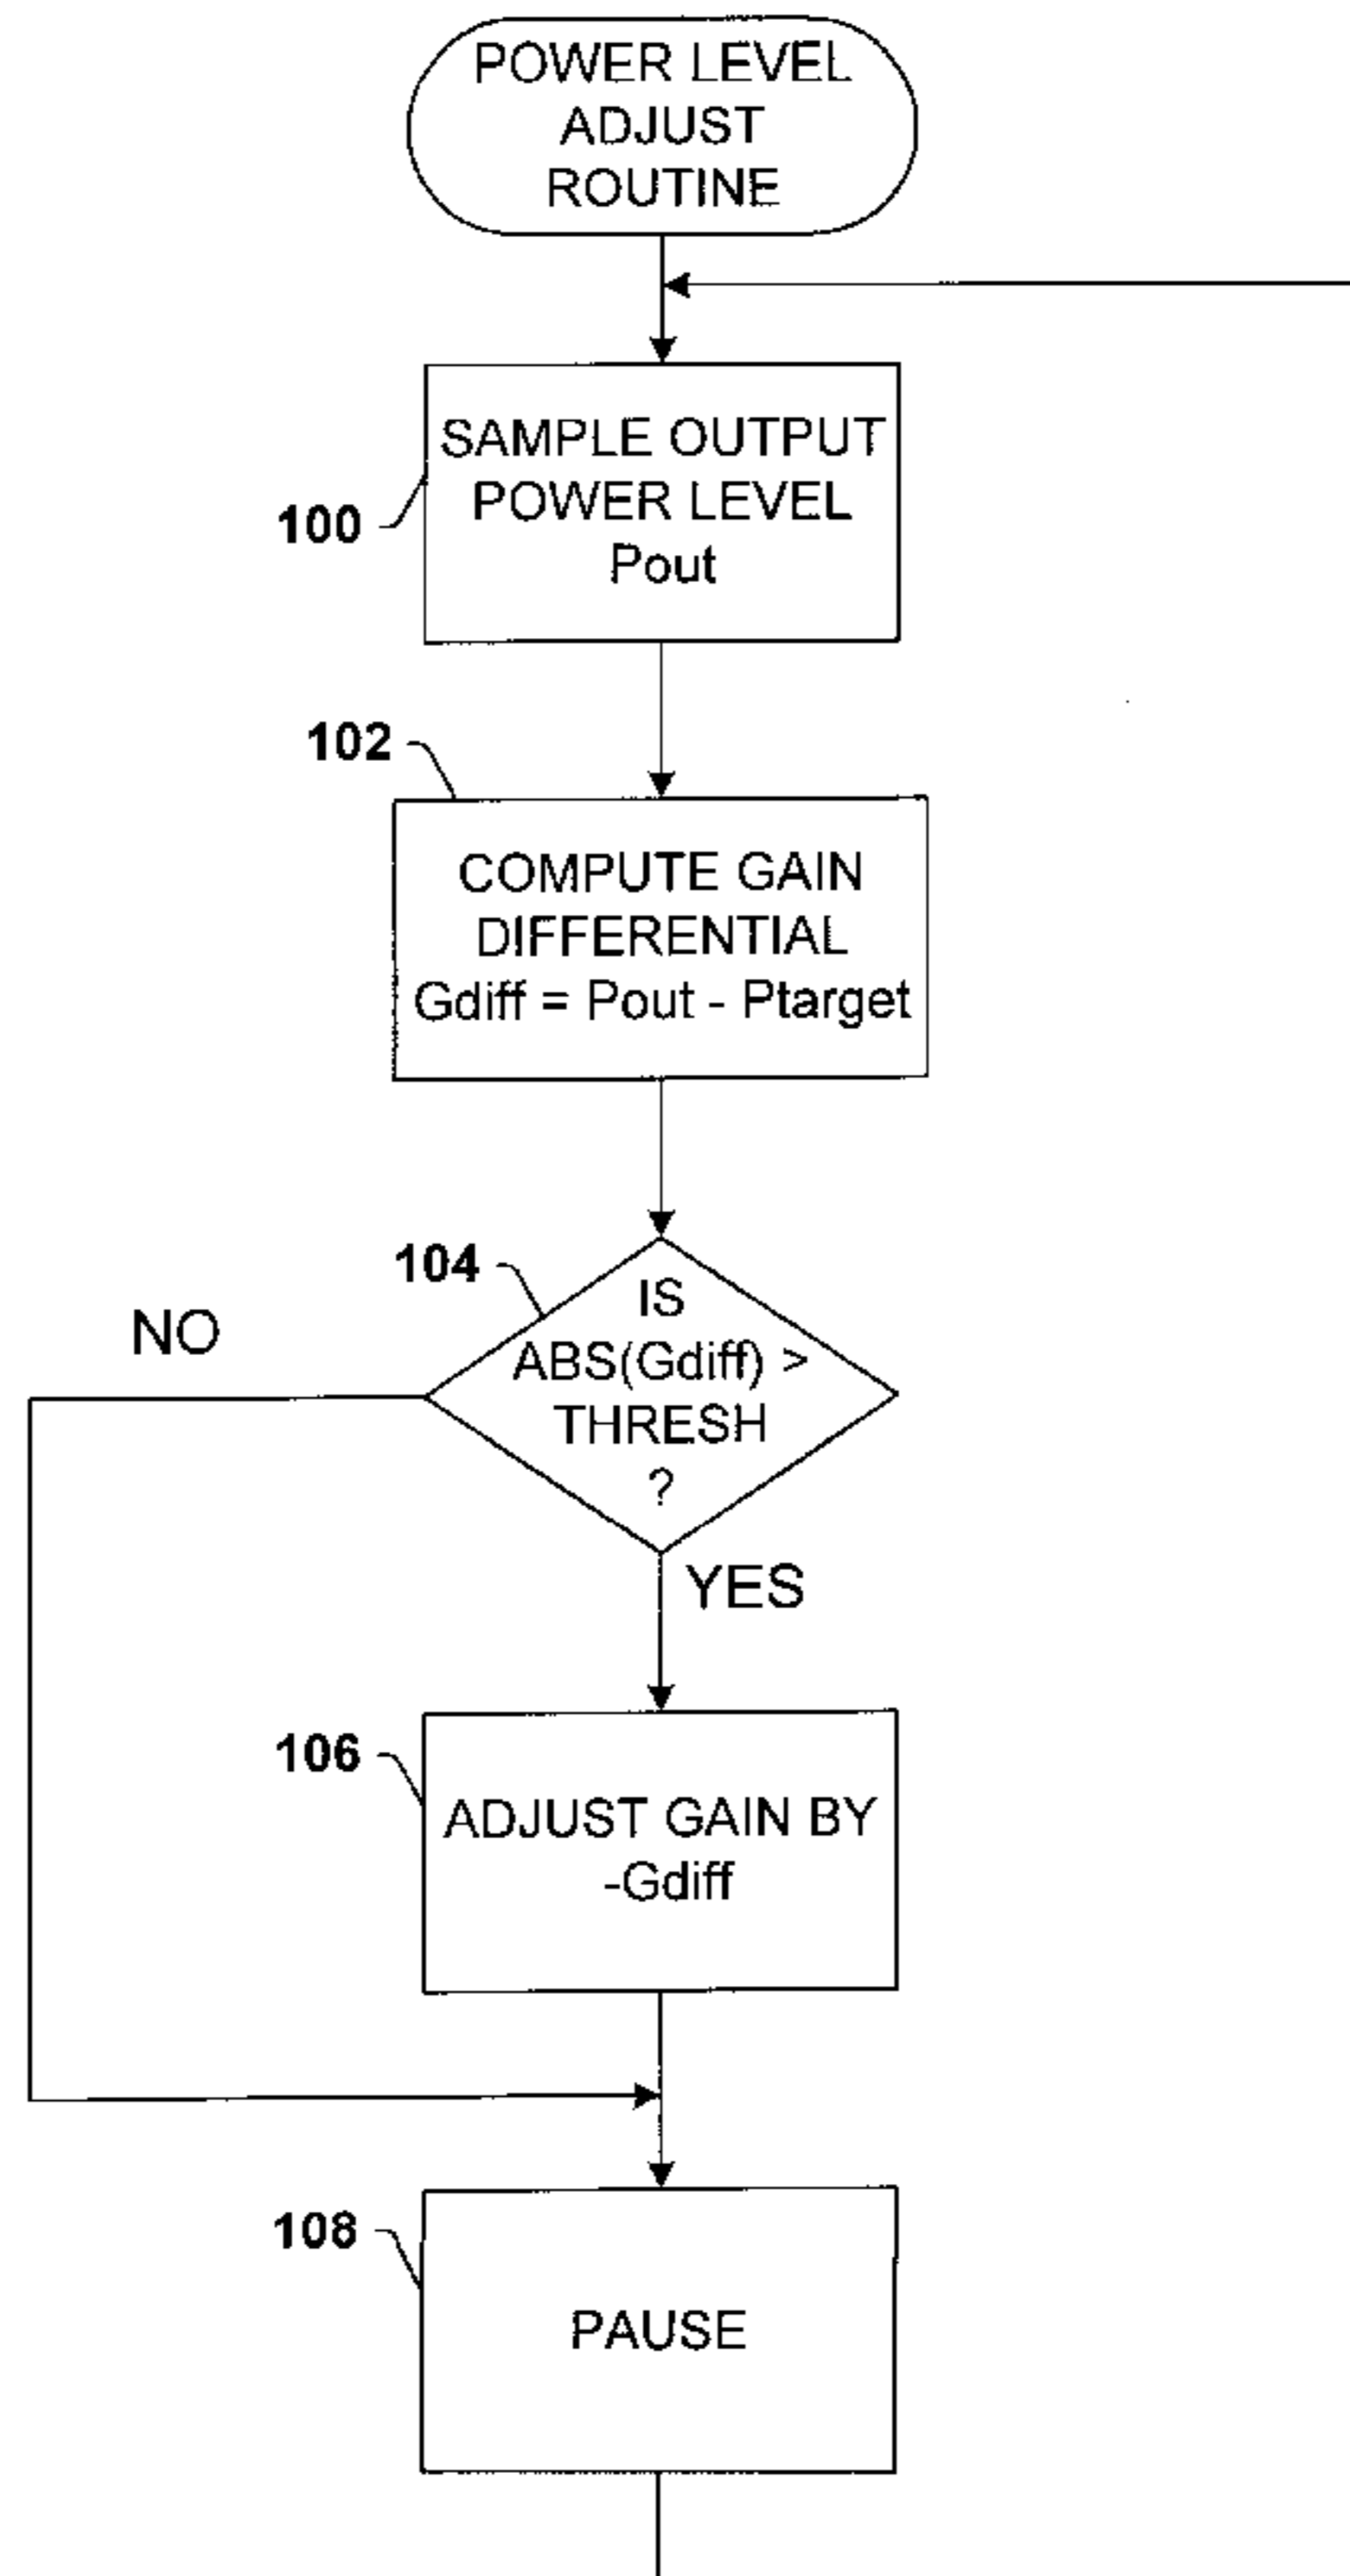 POWER LEVEL
ADJUST
ROUTINE
SAMPLE OUTPUT
POWER LEVEL
Pout
100
102
COMPUTE GAIN
DIFFERENTIAL
Gdiff = Pout - Ptarget
104
IS
ABS(Gdiff) >
THRESH
?
NO
YES
106
ADJUST GAIN BY
-Gdiff
108
PAUSE